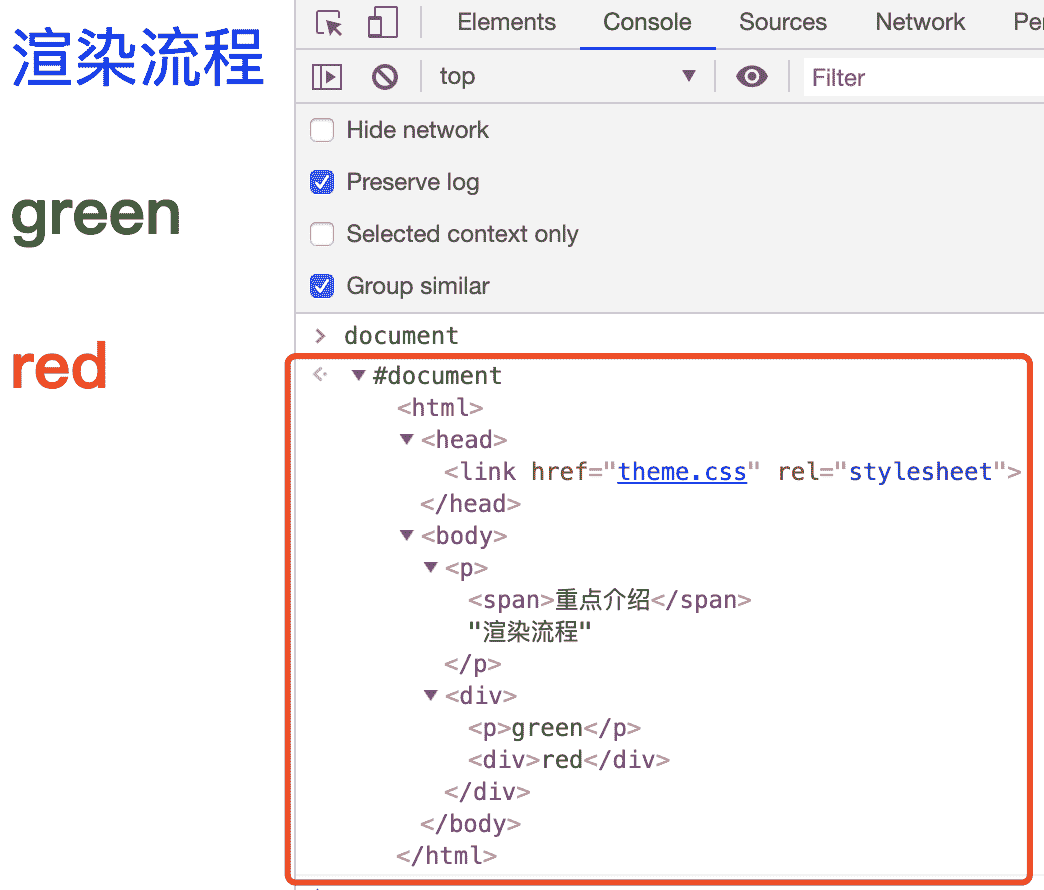 渲染流程
green
red
Elements Console Sources Network Per
top Filter
Hide network
Preserve log
Selected context only
Group similar
document
#document
<html>
<head>
<link href="theme.css" rel="stylesheet">
</head>
<body>
<p>
<span>重点介绍</span>
"渲染流程"
</p>
<div>
<p>green</p>
<div>red</div>
</div>
</body>
</html>